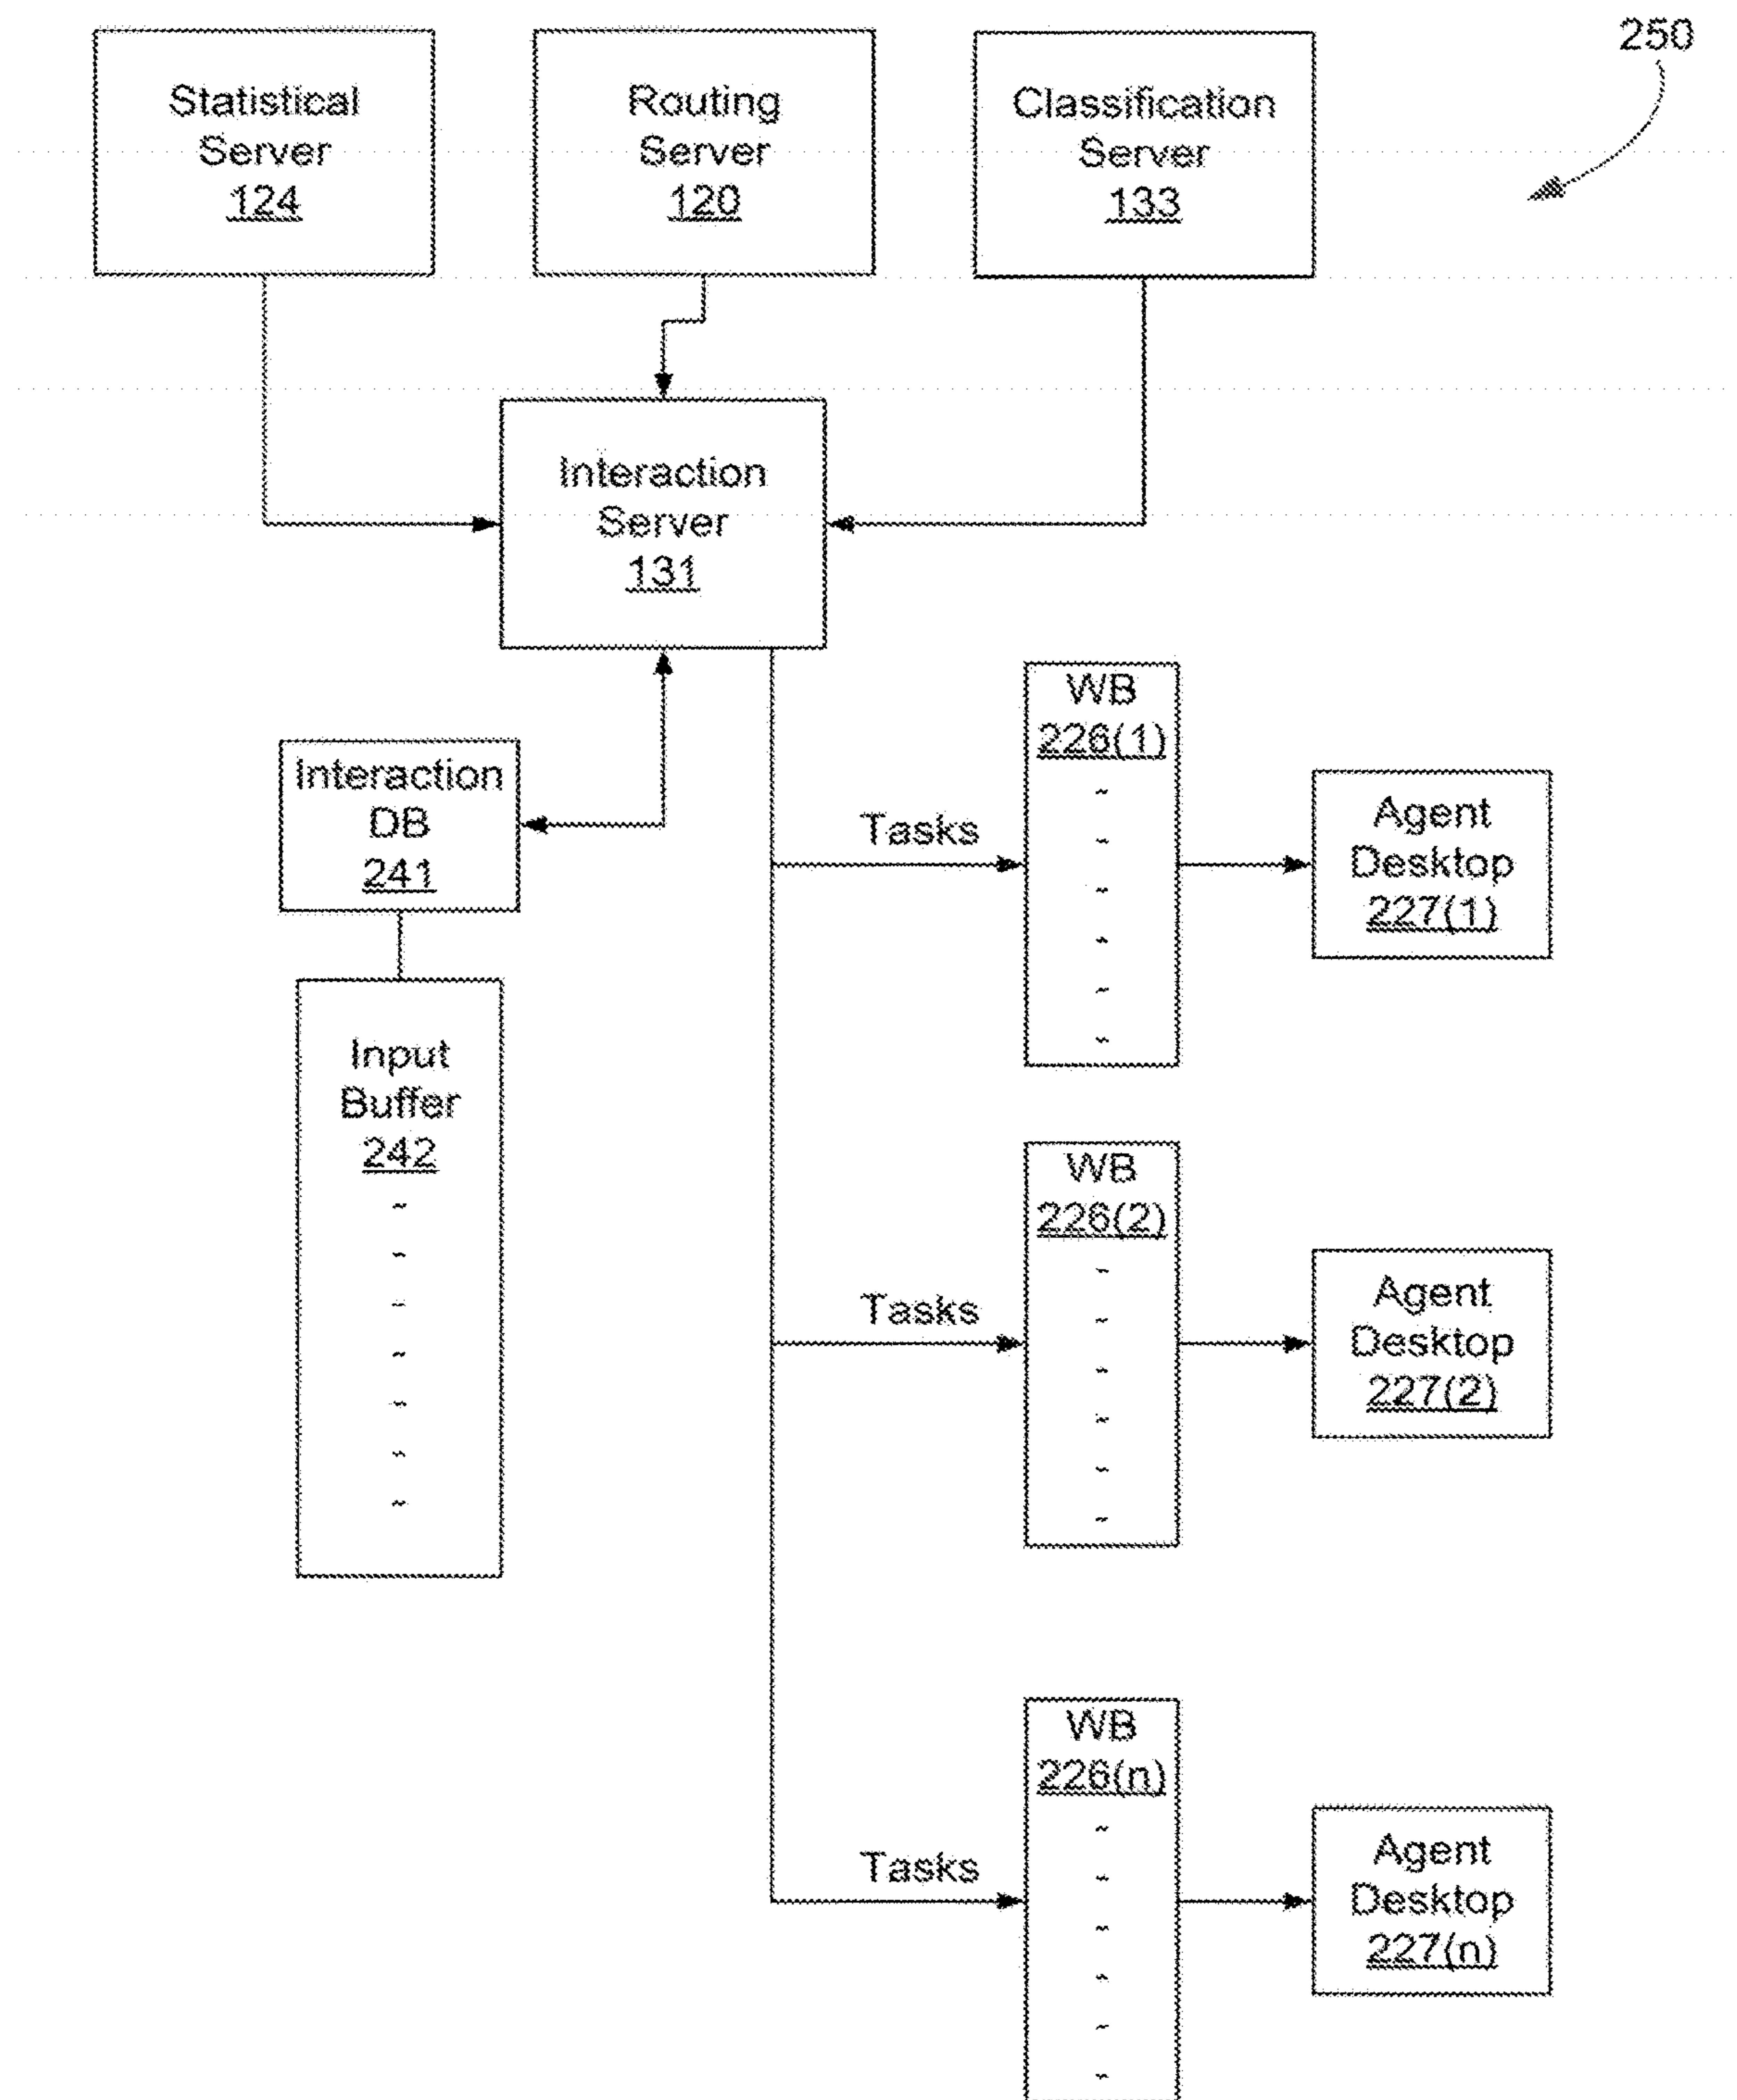 250
Statistical
Server
124
Routing
Server
120
Classification
Server
133
Interaction
Server
131
Interaction
DB
241
Input
Buffer
242
Tasks
WB
226(1)
Agent
Desktop
227(1)
Tasks
WB
226(2)
Agent
Desktop
227(2)
Tasks
WB
226(n)
Agent
Desktop
227(n)